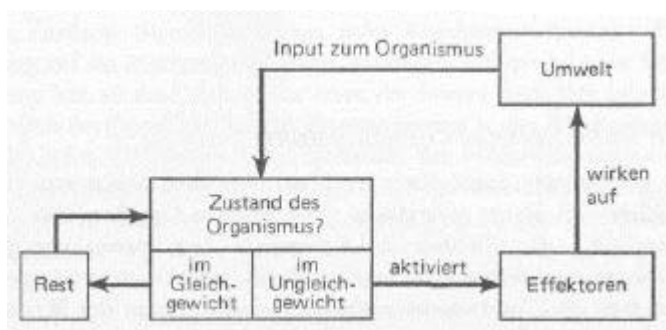 Input zum Organismus
Umwelt
wirken
auf
Zustand des
Organismus?
Rest
im
Gleich-
gewicht
im
Ungleich-
gewicht
aktiviert
Effektoren